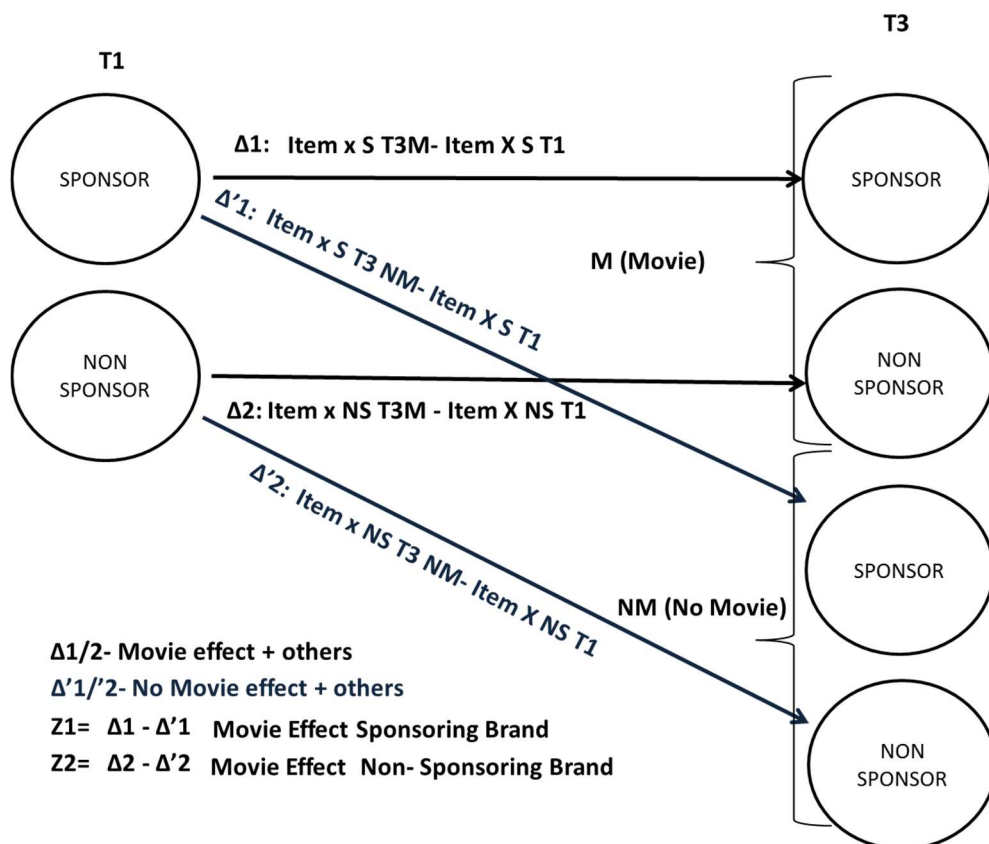 T3
T1
Δ1: Item x S T3M- Item X S T1
SPONSOR
SPONSOR
Δ'1: Item x S T3 NM- Item X S T1
M (Movie)
NON
SPONSOR
NON
SPONSOR
Δ2: Item x NS T3M - Item X NS T1
Δ'2: Item x NS T3 NM- Item X NS T1
SPONSOR
NM (No Movie)
Δ1/2- Movie effect + others
Δ'1/'2- No Movie effect + others
Z1= Δ1 - Δ'1 Movie Effect Sponsoring Brand
Z2= Δ2 - Δ'2 Movie Effect Non- Sponsoring Brand
NON
SPONSOR